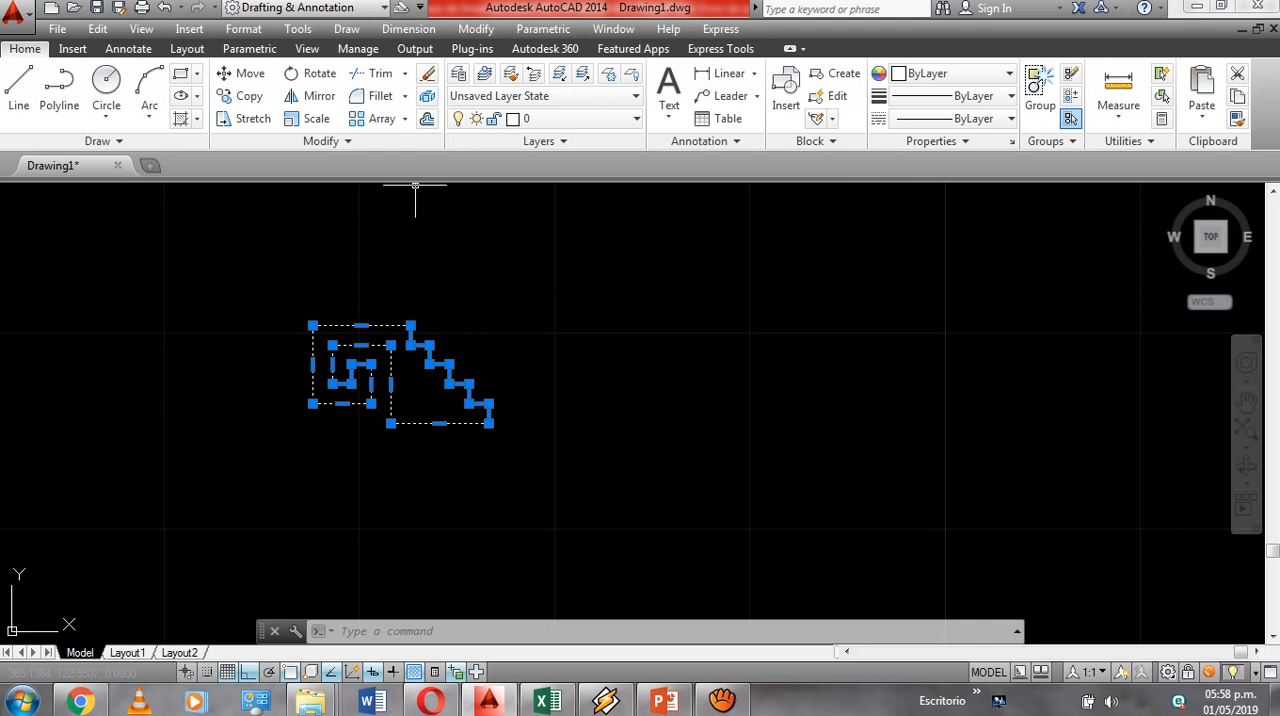 Drafting & Annotation
Autodesk AutoCAD 2014 Drawing1.dwg
Type a keyword or phrase
Sign In
File Edit View Insert Format Tools Draw Dimension Modify Parametric Window Help Express
Home Insert Annotate Layout Parametric View Manage Output Plug-ins Autodesk 360 Featured Apps Express Tools
Line Polyline Circle Arc
Move Rotate Trim
Copy Mirror Fillet
Stretch Scale Array
Unsaved Layer State
0
Text
Linear
Leader
Table
Insert
Create
Edit
ByLayer
ByLayer
ByLayer
Group
Measure
Paste
Draw Modify Layers Annotation Block Properties Groups Utilities Clipboard
Drawing1*
N
W TOP E
S
WCS
Y
X
Type a command
Model Layout1 Layout2
MODEL
1:1
Escritorio
05:58 p.m.
01/05/2019